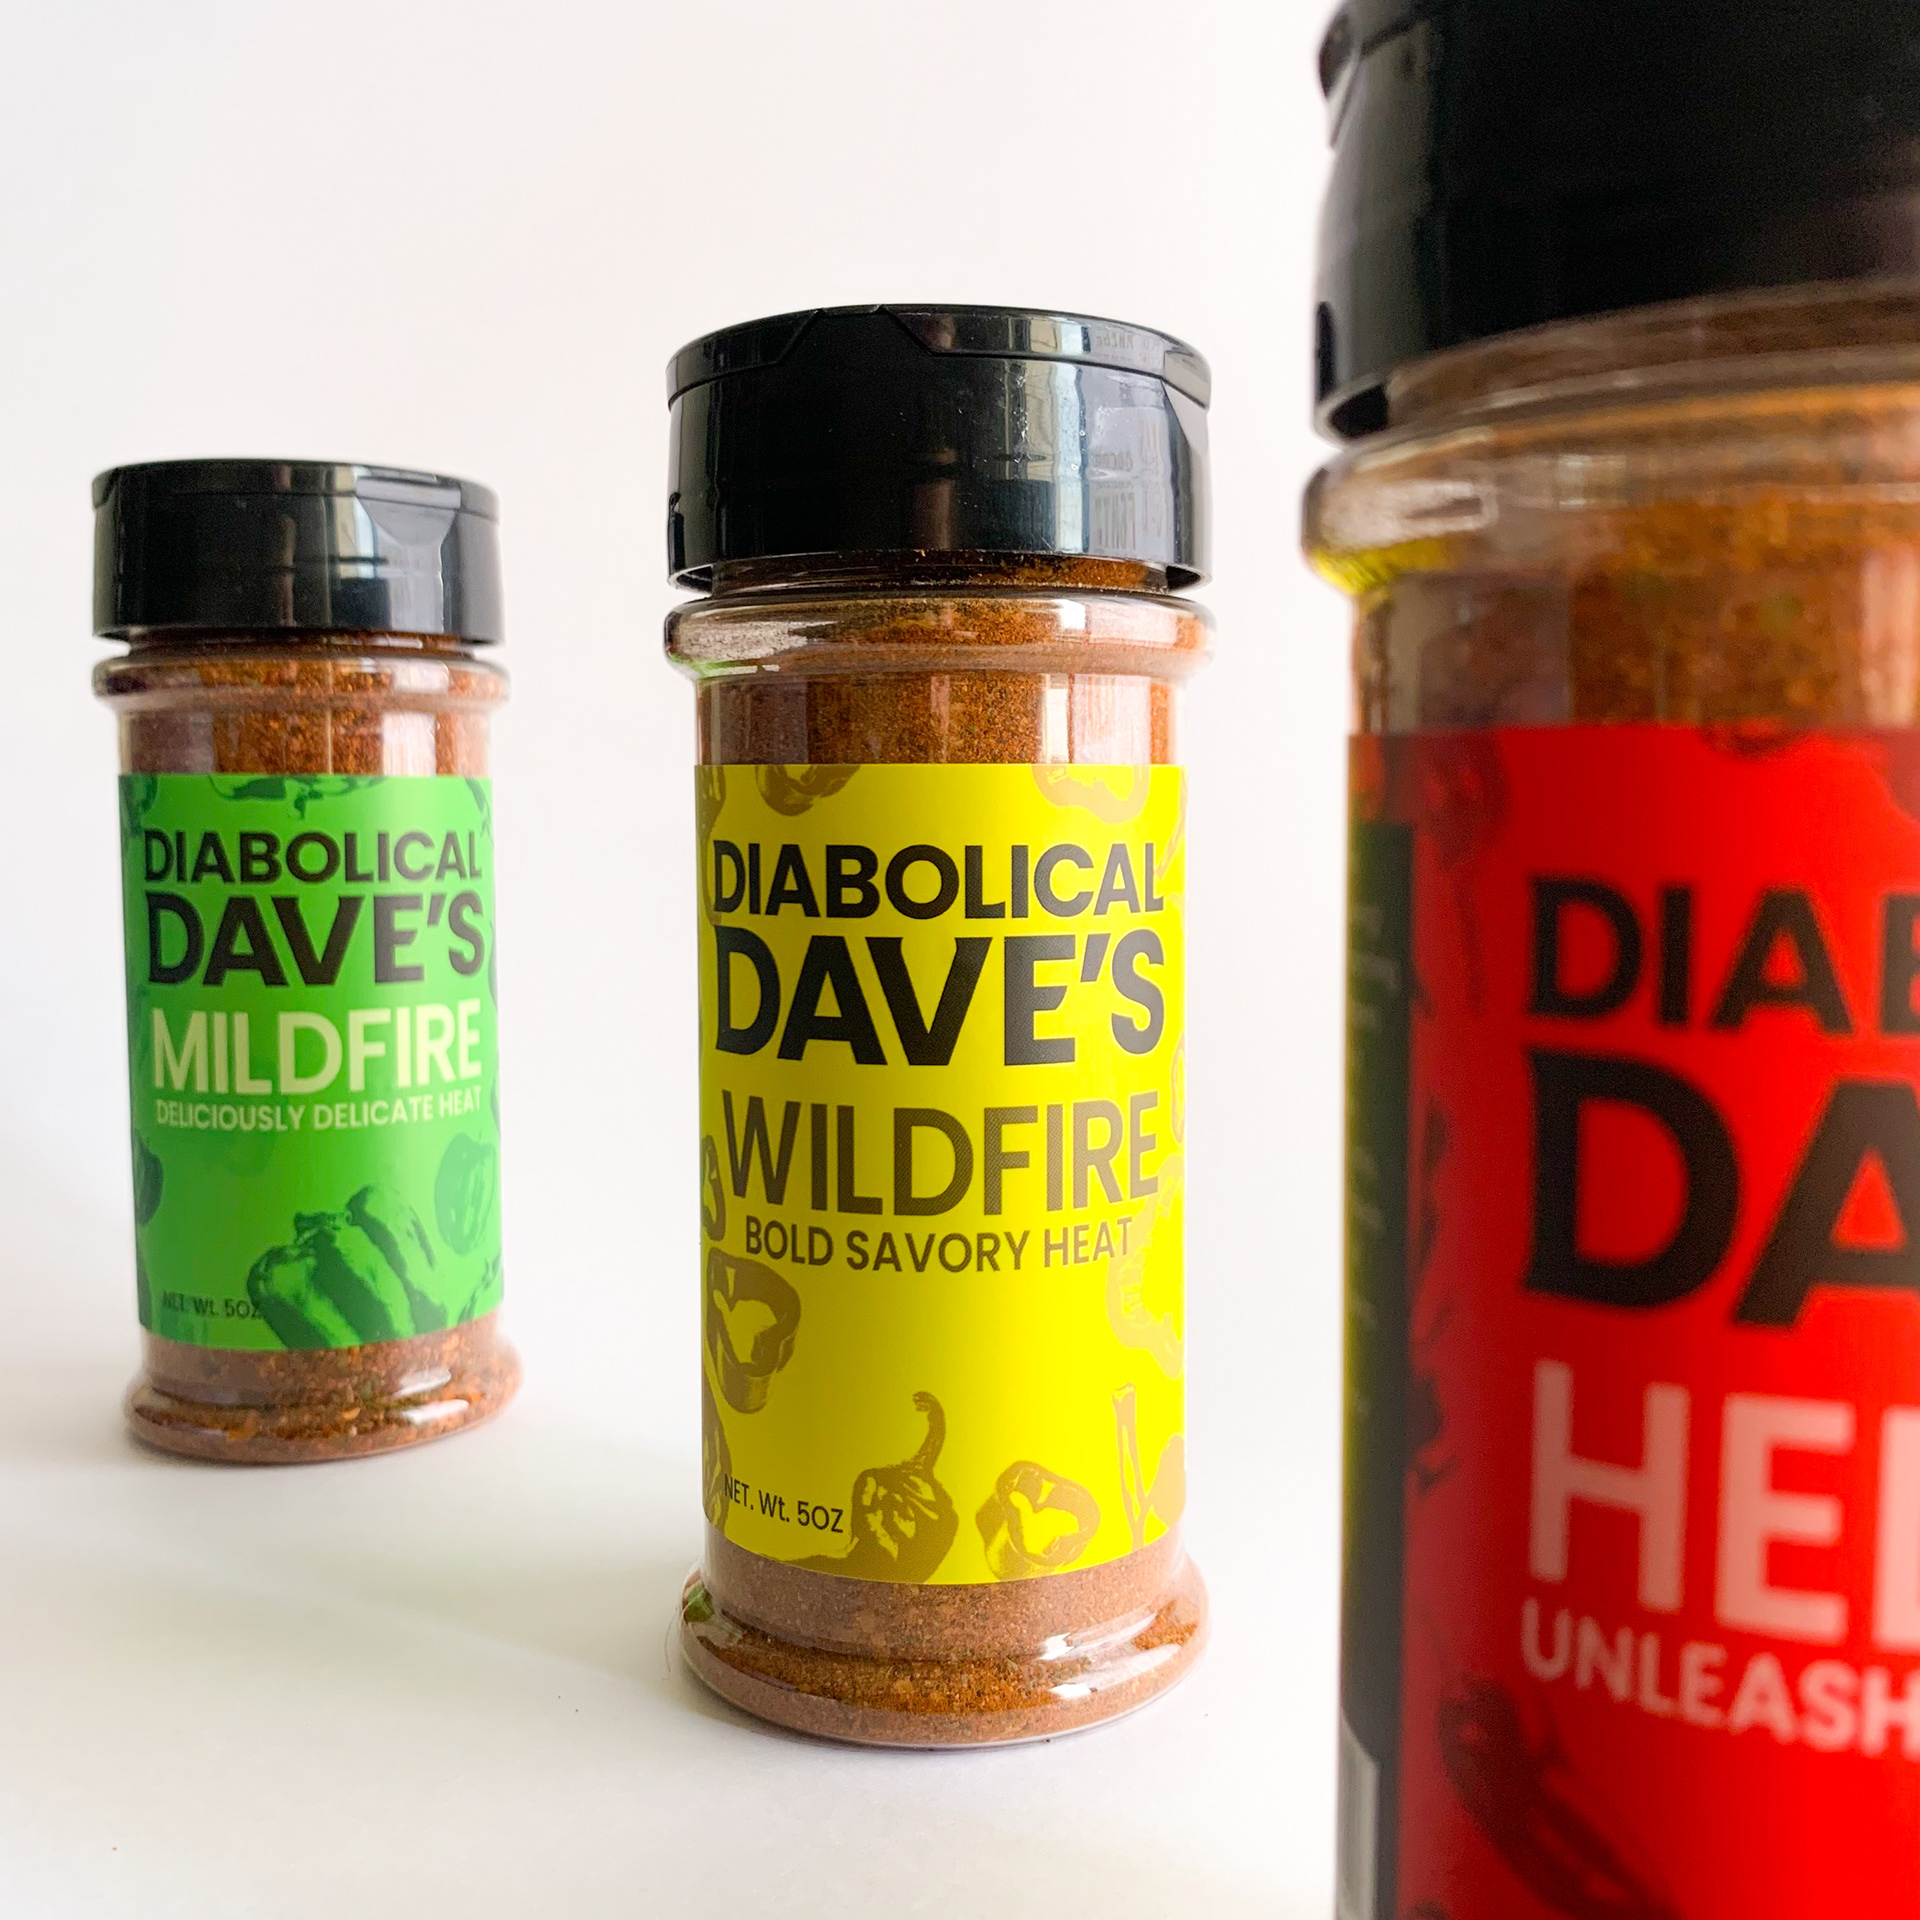 DIABOLICAL
DAVE'S
MILDFIRE
DELICIOUSLY DELICATE HEAT
NET. Wt. 5OZ
DIABOLICAL
DAVE'S
WILDFIRE
BOLD SAVORY HEAT
NET. Wt. 5OZ
DIAB
DA
HEL
UNLEASH